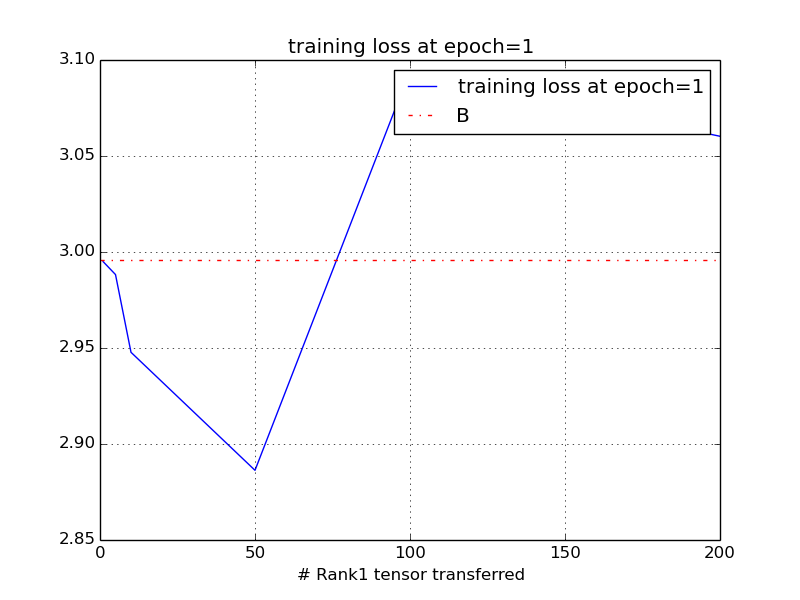 training loss at epoch=1
3.10
3.05
3.00
2.95
2.90
2.85
training loss at epoch=1
B
0
50
100
150
200
# Rank1 tensor transferred